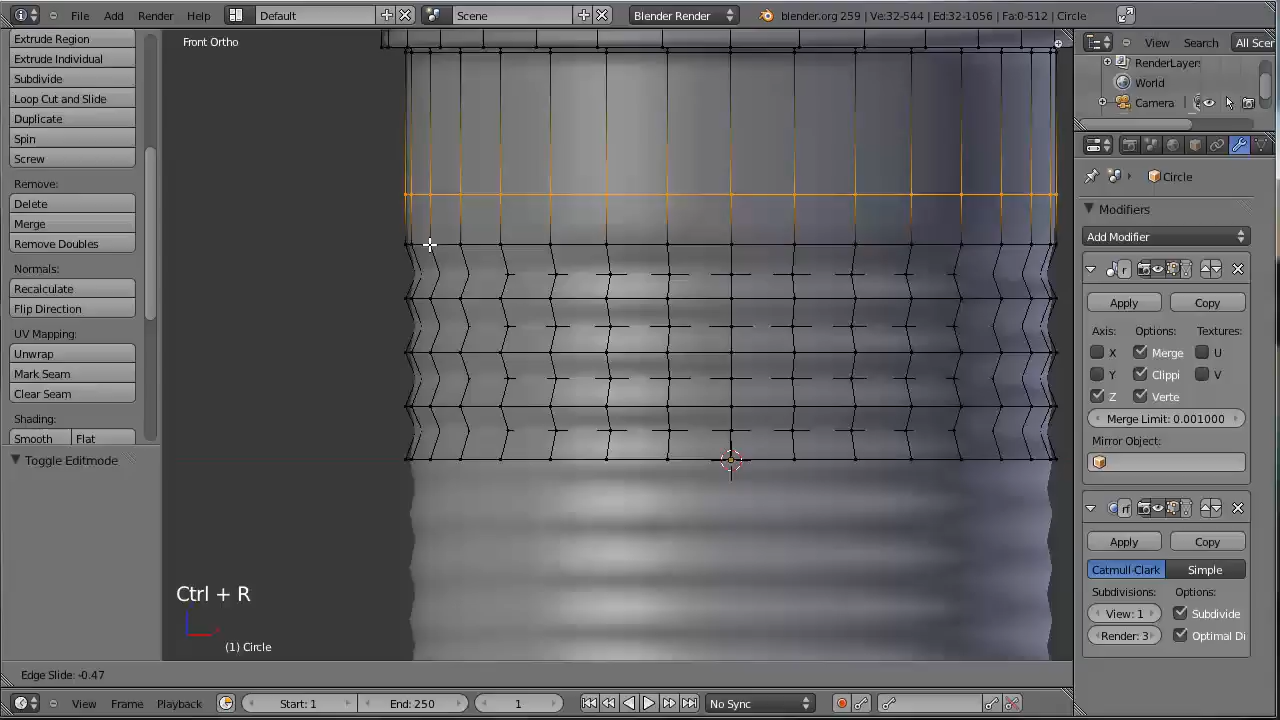 File Add Render Help Default Scene Blender Render blender.org 259 | Ve:32-544 | Ed:32-1056 | Fa:0-512 | Circle
Extrude Region
Extrude Individual
Subdivide
Loop Cut and Slide
Duplicate
Spin
Screw
Remove:
Delete
Merge
Remove Doubles
Normals:
Recalculate
Flip Direction
UV Mapping:
Unwrap
Mark Seam
Clear Seam
Shading:
Smooth Flat
Toggle Editmode
Front Ortho
Ctrl + R
(1) Circle
Edge Slide: -0.47
View Search All Scer
RenderLayers
World
Camera
Circle
Modifiers
Add Modifier
Apply Copy
Axis: Options: Textures:
X Merge U
Y Clippi V
Z Verte
Merge Limit: 0.001000
Mirror Object:
Apply Copy
Catmull-Clark Simple
Subdivisions: Options:
View: 1 Subdivide
Render: 3 Optimal Di
View Frame Playback Start: 1 End: 250 1 No Sync